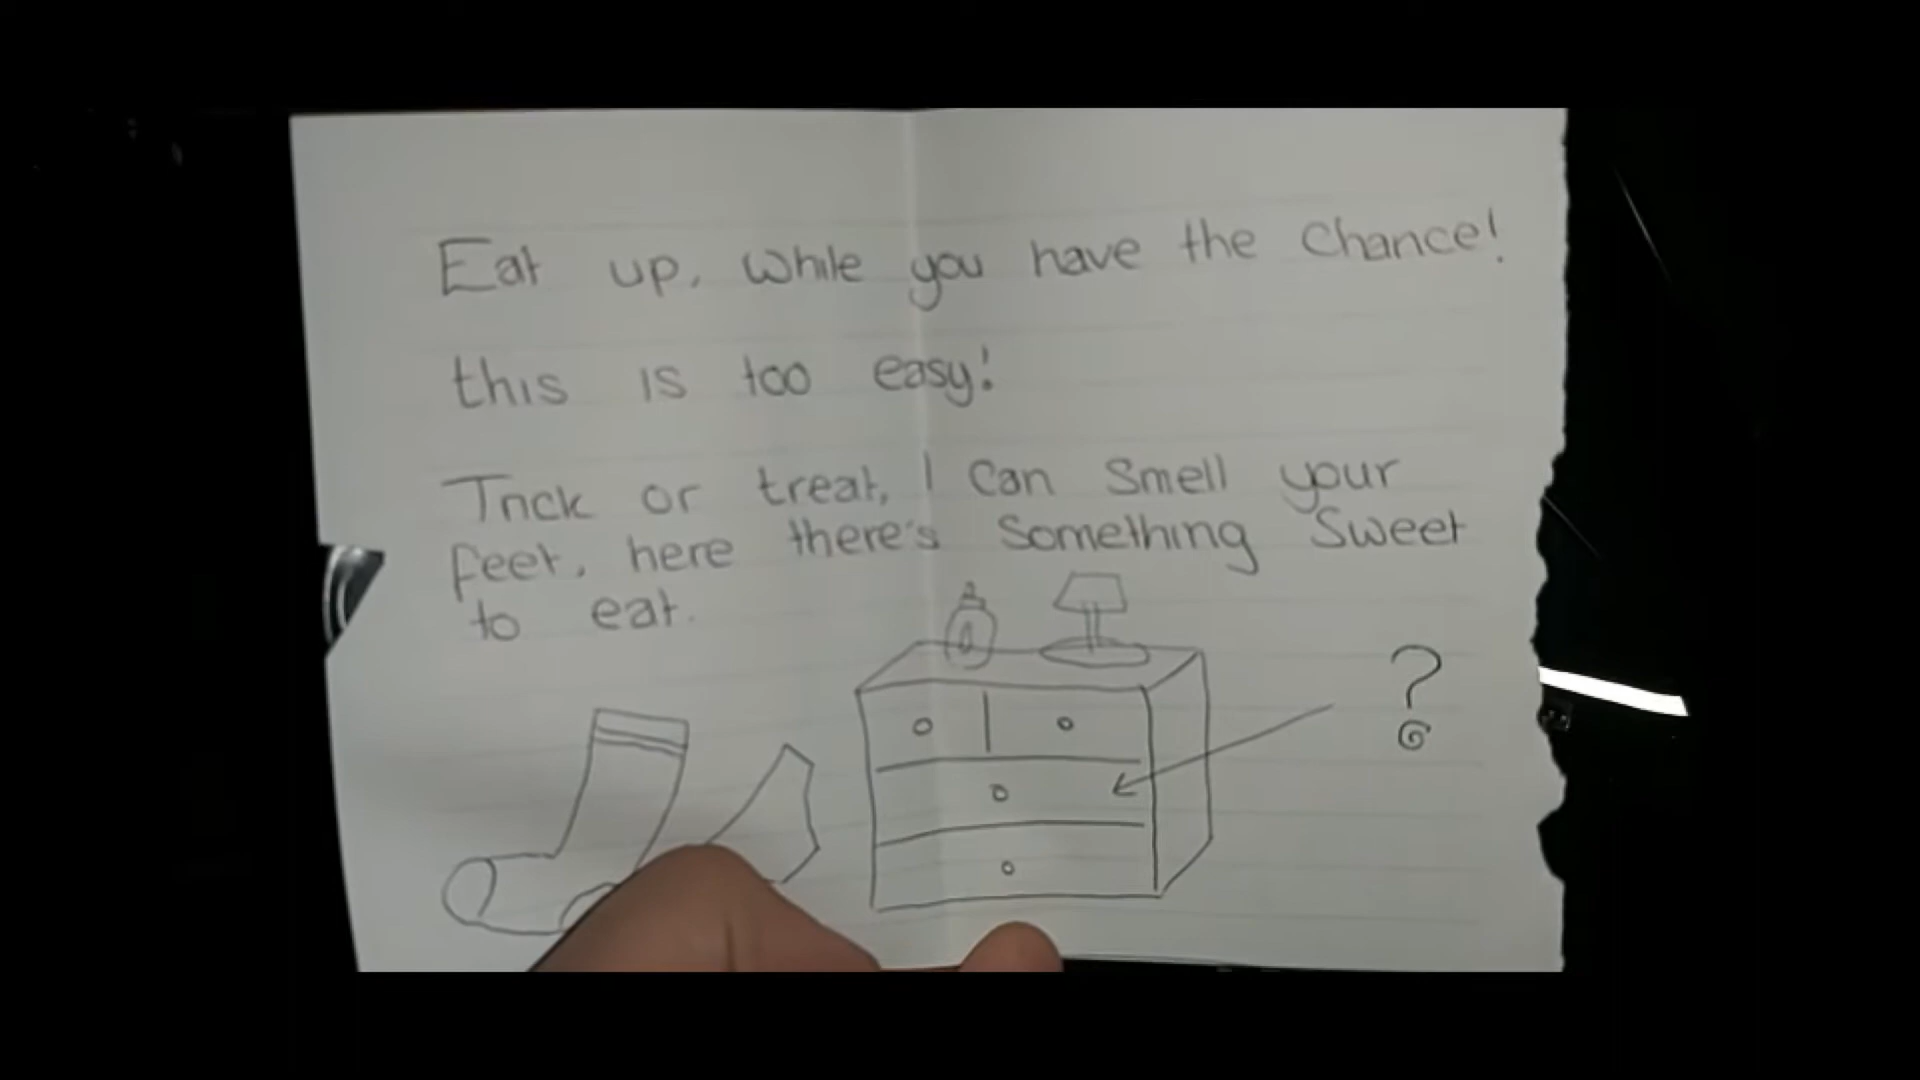 Eat up, while you have the Chance!
this is too easy!
Trick or treat, I Can Smell your
feet, here there's Something Sweet
to eat.
?